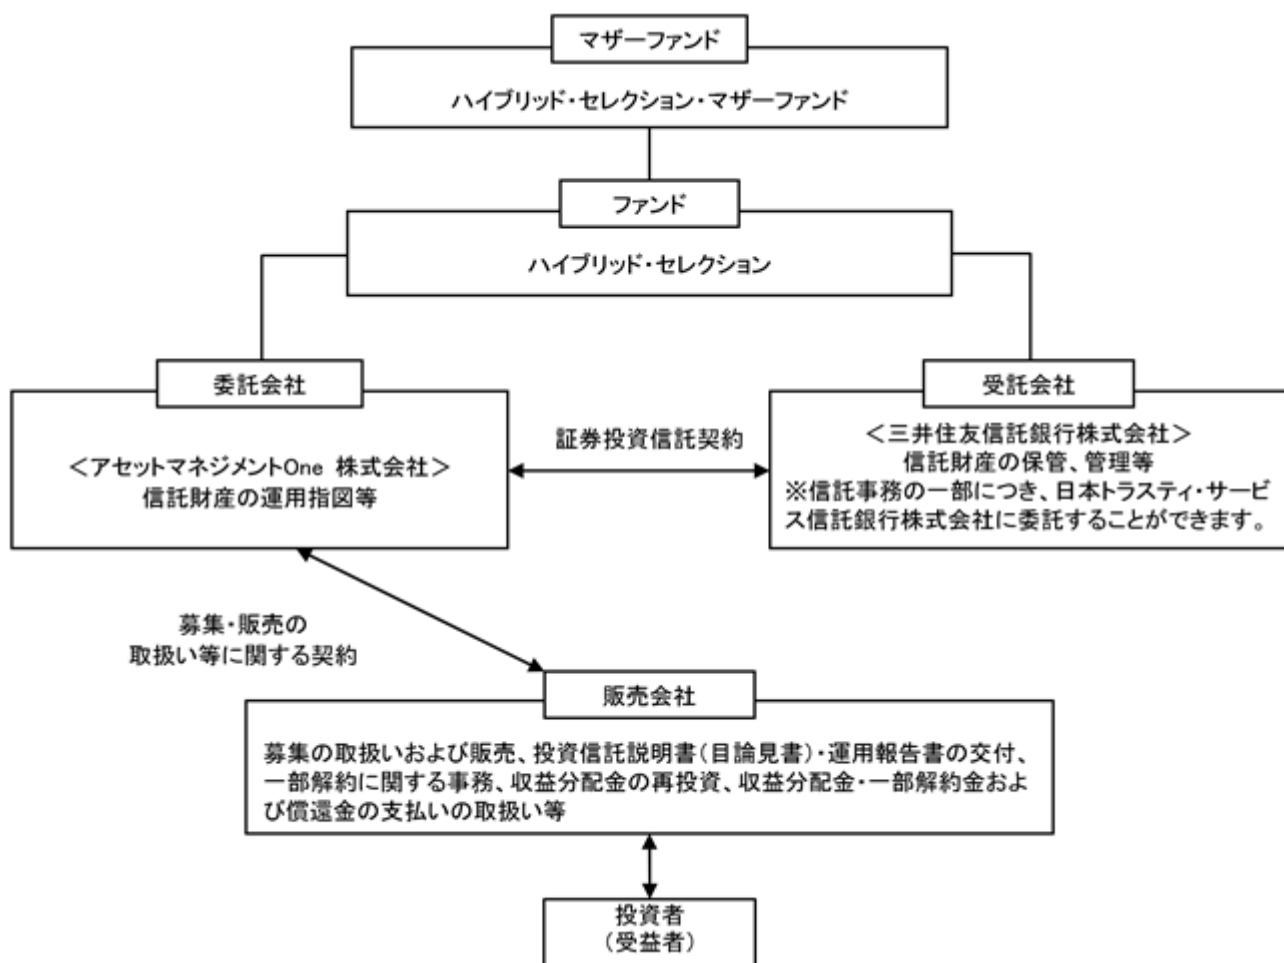 マザーファンド
ハイブリッド・セレクション・マザーファンド
ファンド
ハイブリッド・セレクション
委託会社
＜アセットマネジメントOne 株式会社＞
信託財産の運用指図等
証券投資信託契約
受託会社
＜三井住友信託銀行株式会社＞
信託財産の保管、管理等
※信託事務の一部につき、日本トラスティ・サービ
ス信託銀行株式会社に委託することができます。
募集・販売の
取扱い等に関する契約
販売会社
募集の取扱いおよび販売、投資信託説明書（目論見書）・運用報告書の交付、
一部解約に関する事務、収益分配金の再投資、収益分配金・一部解約金およ
び償還金の支払いの取扱い等
投資者
（受益者）